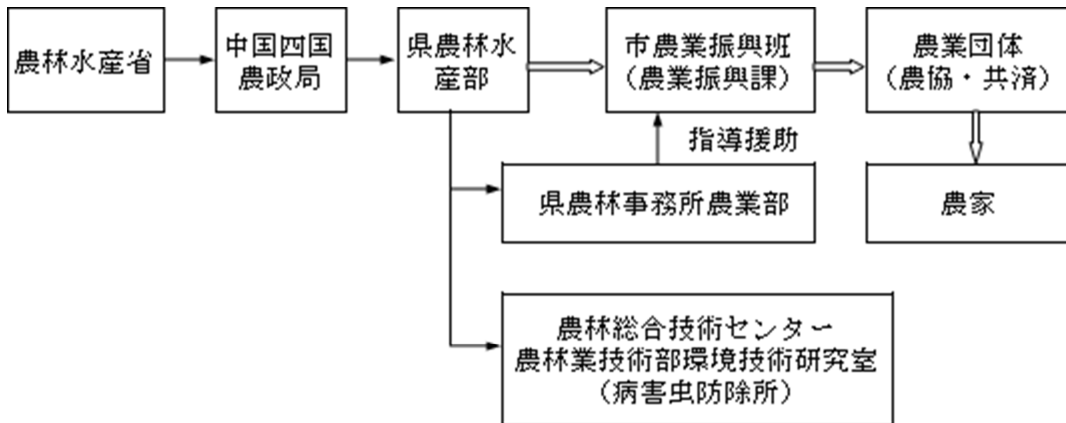 農林水産省
中国四国
農政局
県農林水
産部
市農業振興班
(農業振興課)
農業団体
(農協・共済)
指導援助
県農林事務所農業部
農家
農林総合技術センター
農林業技術部環境技術研究室
(病害虫防除所)